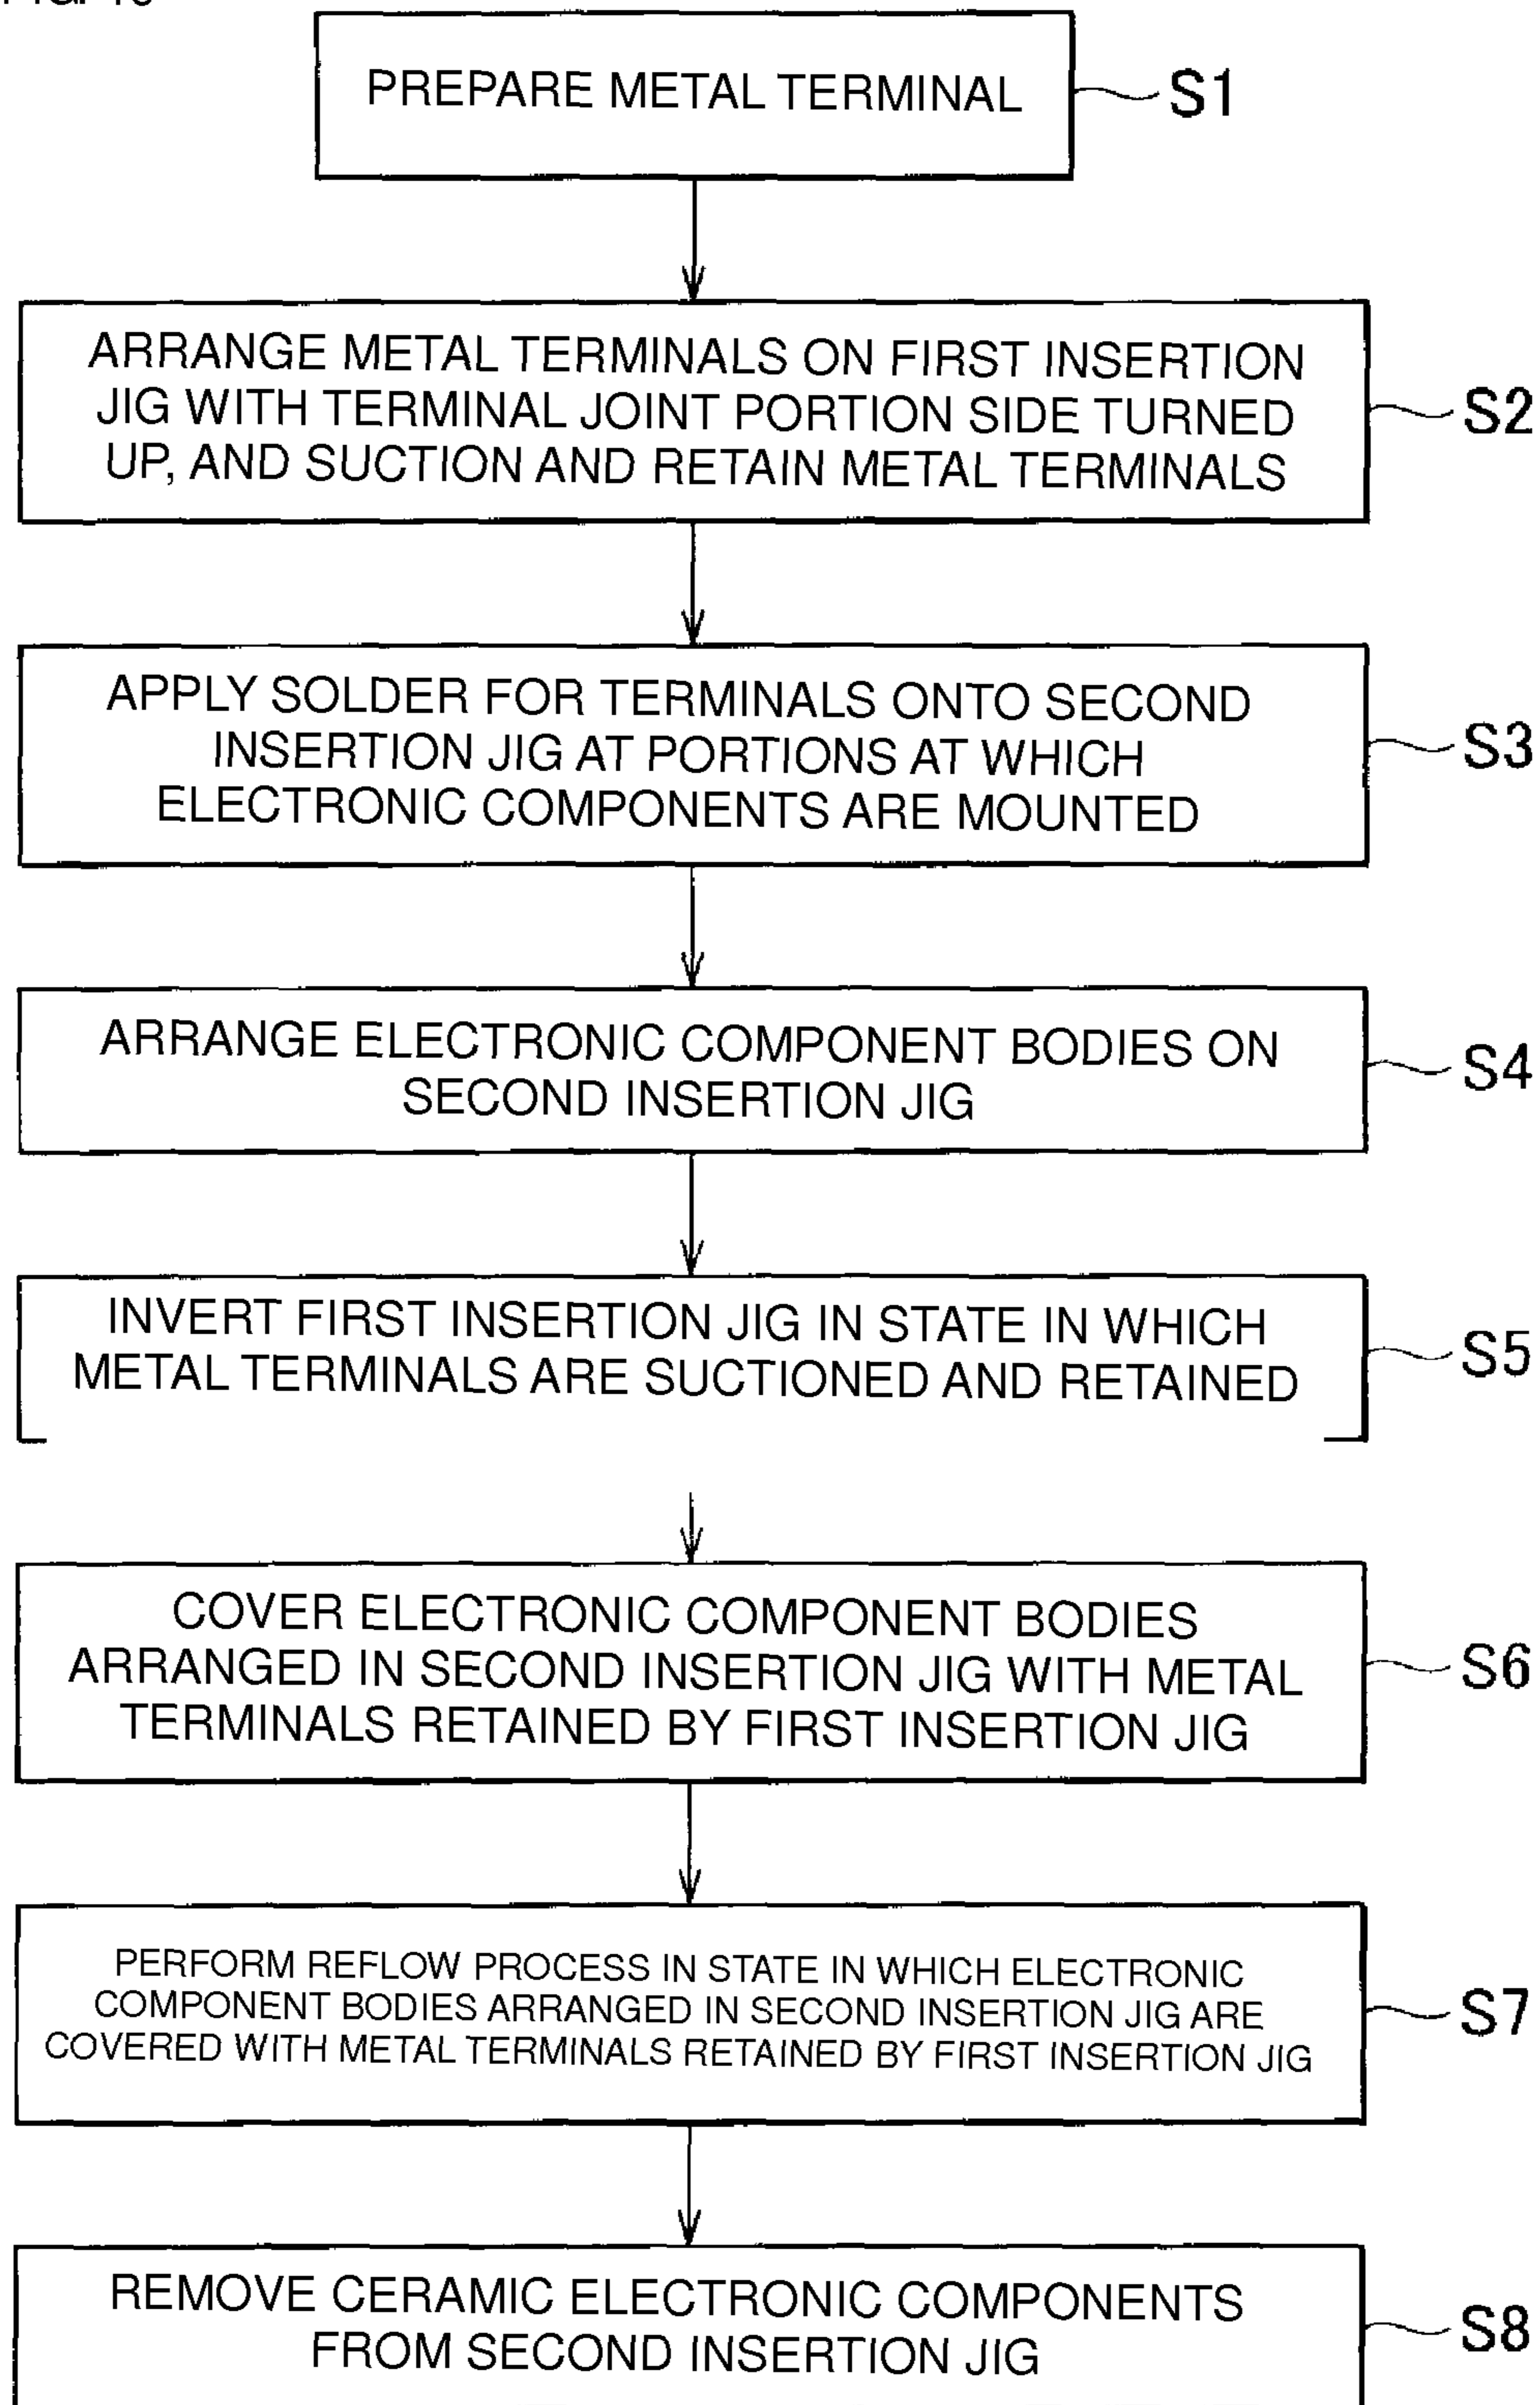 PREPARE METAL TERMINAL
S1
ARRANGE METAL TERMINALS ON FIRST INSERTION
JIG WITH TERMINAL JOINT PORTION SIDE TURNED
UP, AND SUCTION AND RETAIN METAL TERMINALS
S2
APPLY SOLDER FOR TERMINALS ONTO SECOND
INSERTION JIG AT PORTIONS AT WHICH
ELECTRONIC COMPONENTS ARE MOUNTED
S3
ARRANGE ELECTRONIC COMPONENT BODIES ON
SECOND INSERTION JIG
S4
INVERT FIRST INSERTION JIG IN STATE IN WHICH
METAL TERMINALS ARE SUCTIONED AND RETAINED
S5
COVER ELECTRONIC COMPONENT BODIES
ARRANGED IN SECOND INSERTION JIG WITH METAL
TERMINALS RETAINED BY FIRST INSERTION JIG
S6
PERFORM REFLOW PROCESS IN STATE IN WHICH ELECTRONIC
COMPONENT BODIES ARRANGED IN SECOND INSERTION JIG ARE
COVERED WITH METAL TERMINALS RETAINED BY FIRST INSERTION JIG
S7
REMOVE CERAMIC ELECTRONIC COMPONENTS
FROM SECOND INSERTION JIG
S8